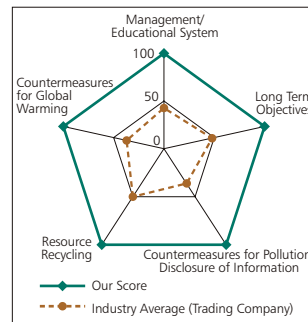 Management/
Educational System
100
Countermeasures
for Global
Warming
50
Long Term
Objectives
0
Resource
Recycling
Countermeasures for Pollution
Disclosure of Information
Our Score
Industry Average (Trading Company)